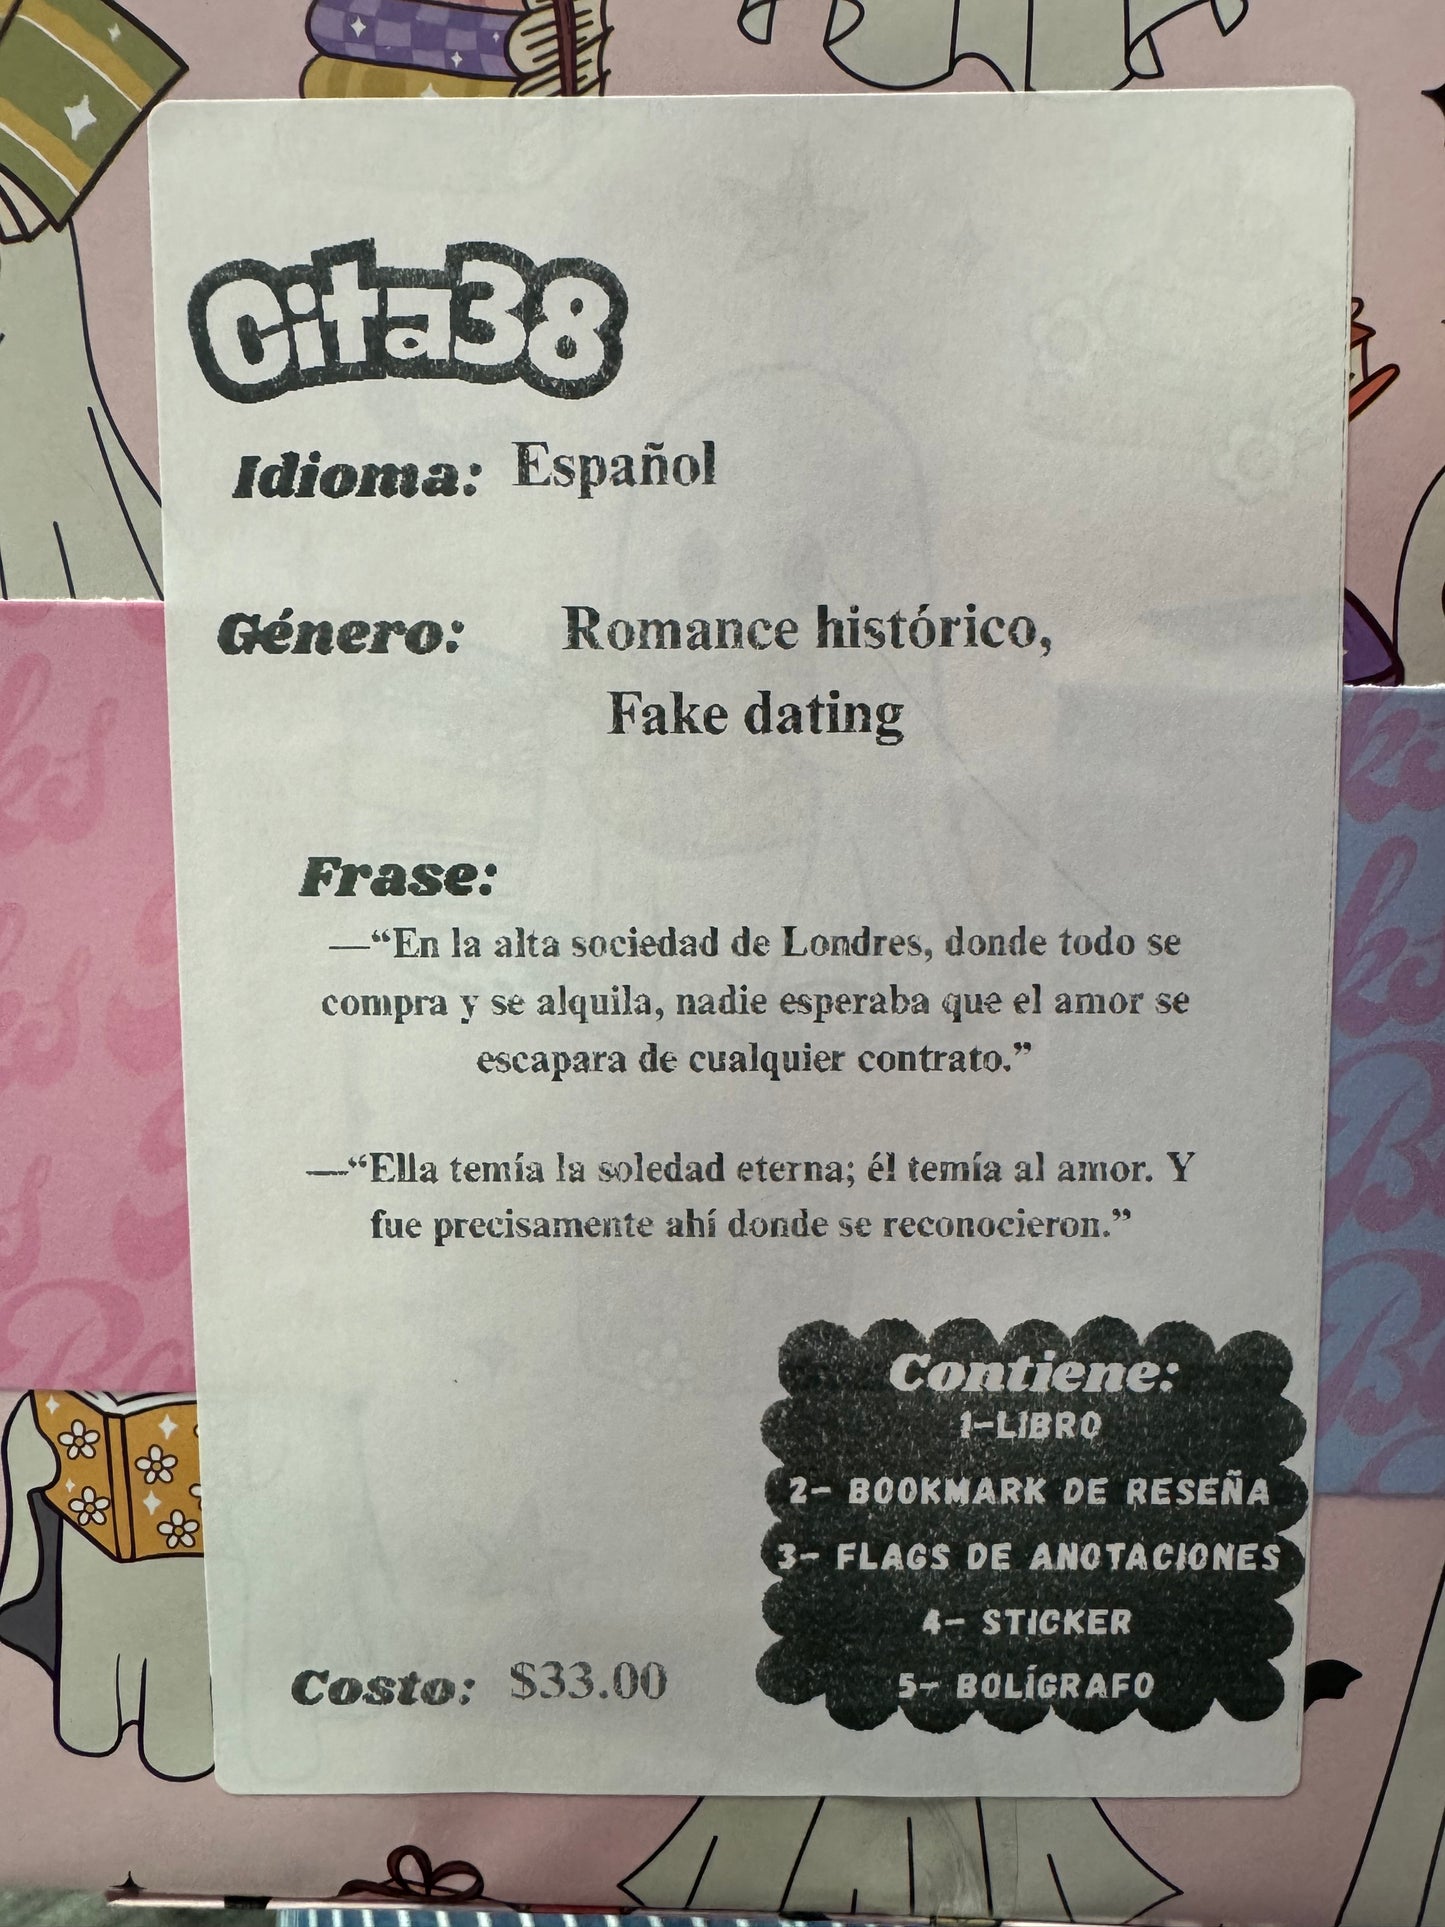 Cita38
Idioma: Español
Género: Romance histórico,
Fake dating
Frase:
—“En la alta sociedad de Londres, donde todo se
compra y se alquila, nadie esperaba que el amor se
escapara de cualquier contrato.”
—“Ella temía la soledad eterna; él temía al amor. Y
fue precisamente ahí donde se reconocieron.”
Contiene:
1-LIBRO
2- BOOKMARK DE RESEÑA
3- FLAGS DE ANOTACIONES
4- STICKER
5- BOLÍGRAFO
Costo: $33.00